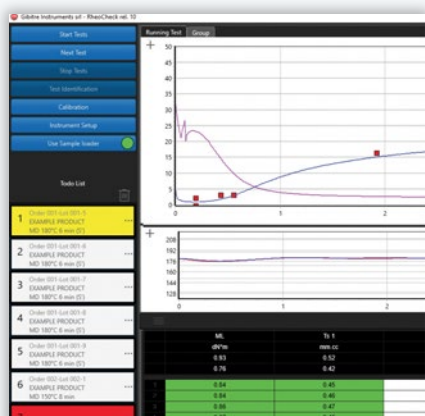 Gibitre Instruments srl - RheoCheck rel. 10
Start Tests
Next Test
Stop Tests
Test Identification
Calibration
Instrument Setup
Use Sample loader
Todo List
1
Order 001-Lot 001-5
EXAMPLE PRODUCT
MD 180°C 6 min (S')
2
Order 001-Lot 001-6
EXAMPLE PRODUCT
MD 180°C 6 min (S')
3
Order 001-Lot 001-7
EXAMPLE PRODUCT
MD 180°C 6 min (S')
4
Order 001-Lot 001-8
EXAMPLE PRODUCT
MD 180°C 6 min (S')
5
Order 001-Lot 001-9
EXAMPLE PRODUCT
MD 180°C 6 min (S')
6
Order 002-Lot 002-1
EXAMPLE PRODUCT
MD 150°C 8 min
Running Test Group
50
45
40
35
30
25
20
15
10
5
0
0 1 2
208
192
176
160
144
128
0 1 2
ML Ts 1
dN*m mm.cc
0.93 0.52
0.76 0.42
0.84 0.45
0.84 0.46
0.86 0.47